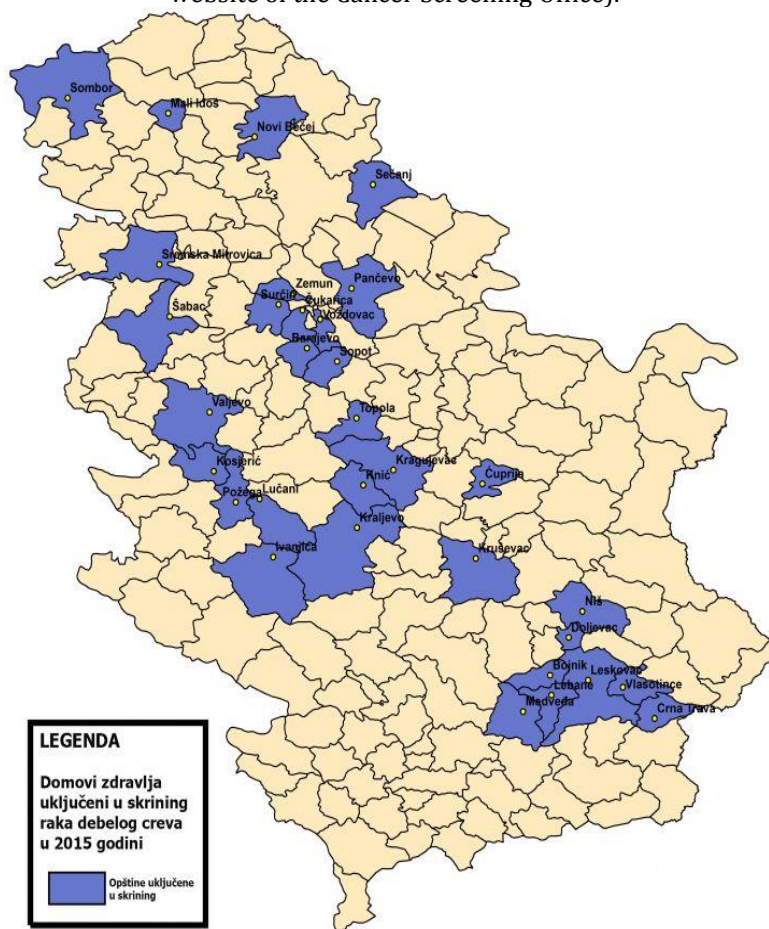 Sombor
Mali Iđoš
Novi Bečej
Sečanj
Sremska Mitrovica
Pančevo
Zemun
Surčin
Čukarica
Šabac
Voždovac
Barajevo
Sopot
Valjevo
Topola
Kosjerić
Kragujevac
Knić
Ćuprija
Požega
Lučani
Kraljevo
Ivanjica
Kruševac
Niš
Doljevac
Bojnik
Leskovac
Lebane
Vlasotince
Medveđa
Crna Trava
LEGENDA
Domovi zdravlja
uključeni u skrining
raka debelog creva
u 2015 godini
Opštine uključene
u skrining